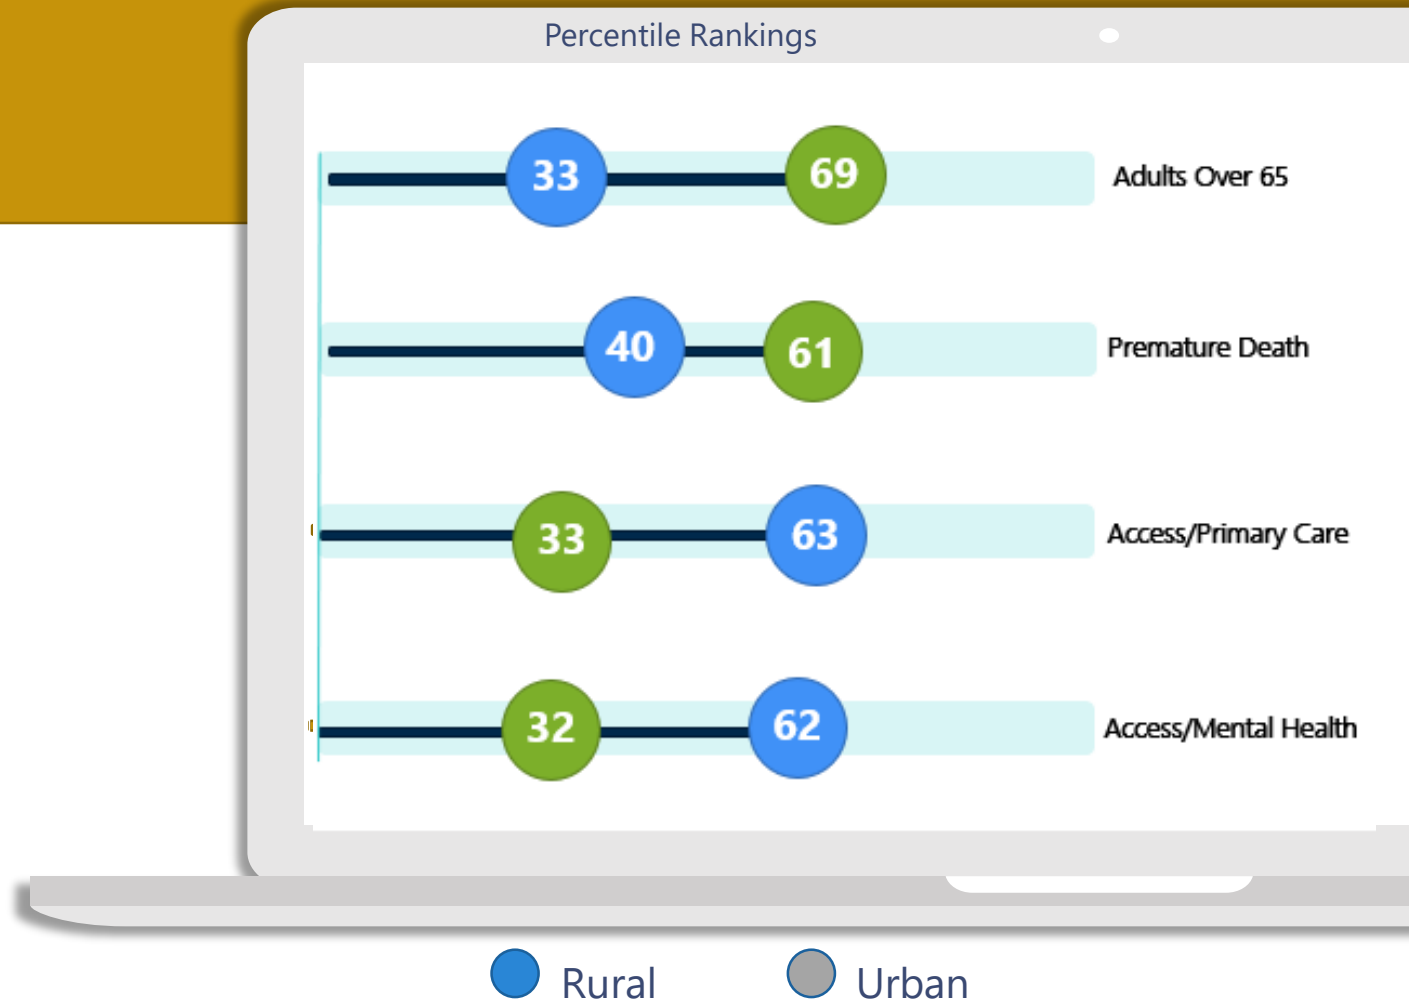 Percentile Rankings
33 69 Adults Over 65
40 61 Premature Death
33 63 Access/Primary Care
32 62 Access/Mental Health
Rural Urban